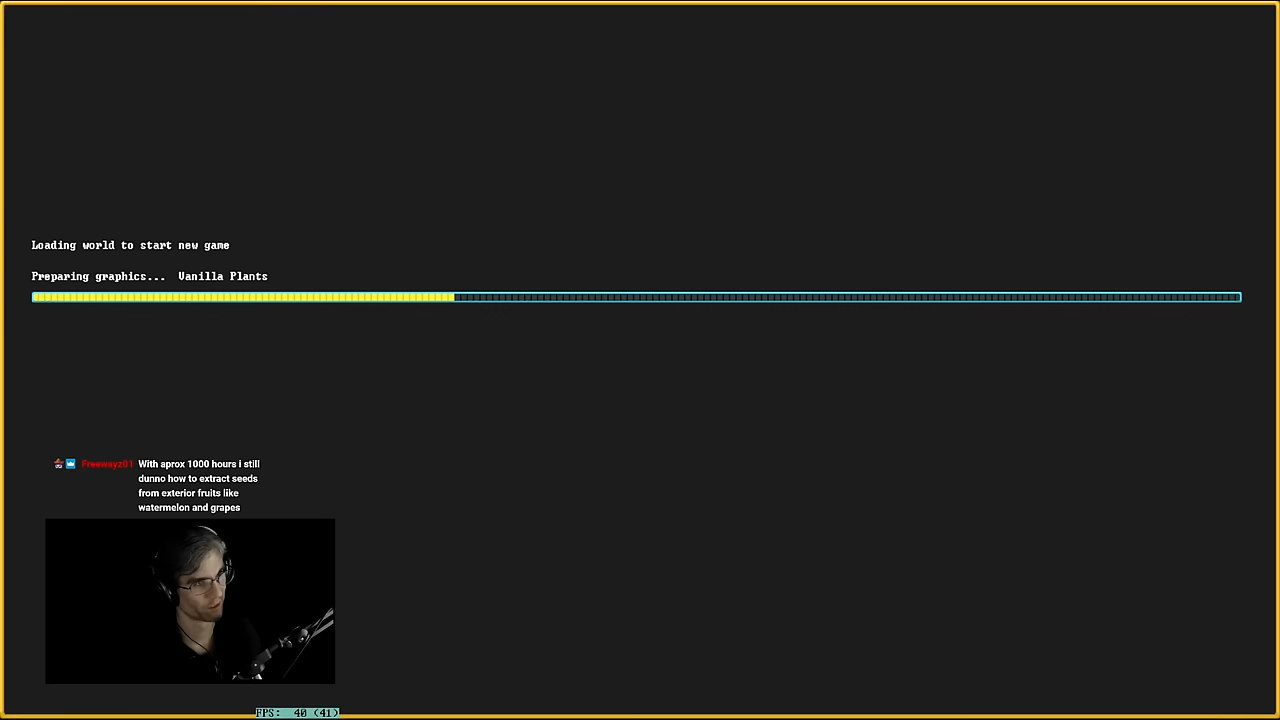 Loading world to start new game
Preparing graphics... Vanilla Plants
Freewayz01 With aprox 1000 hours i still
dunno how to extract seeds
from exterior fruits like
watermelon and grapes
FPS: 40 (41)